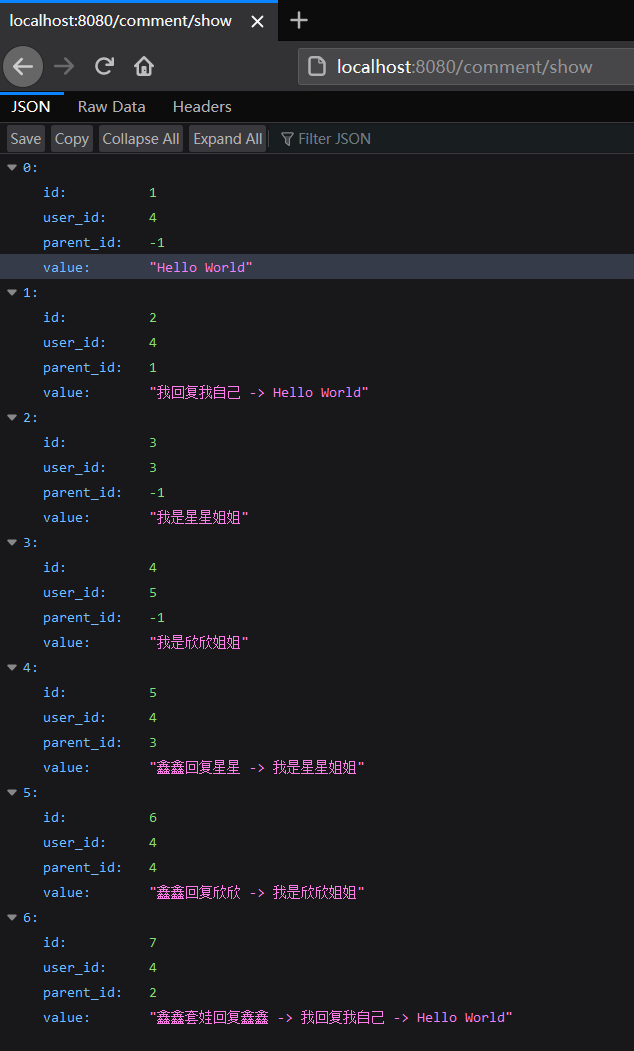 localhost:8080/comment/show
localhost:8080/comment/show
JSON Raw Data Headers
Save Copy Collapse All Expand All Filter JSON
0:
id: 1
user_id: 4
parent_id: -1
value: "Hello World"
1:
id: 2
user_id: 4
parent_id: 1
value: "我回复我自己 -> Hello World"
2:
id: 3
user_id: 3
parent_id: -1
value: "我是星星姐姐"
3:
id: 4
user_id: 5
parent_id: -1
value: "我是欣欣姐姐"
4:
id: 5
user_id: 4
parent_id: 3
value: "鑫鑫回复星星 -> 我是星星姐姐"
5:
id: 6
user_id: 4
parent_id: 4
value: "鑫鑫回复欣欣 -> 我是欣欣姐姐"
6:
id: 7
user_id: 4
parent_id: 2
value: "鑫鑫套娃回复鑫鑫 -> 我回复我自己 -> Hello World"